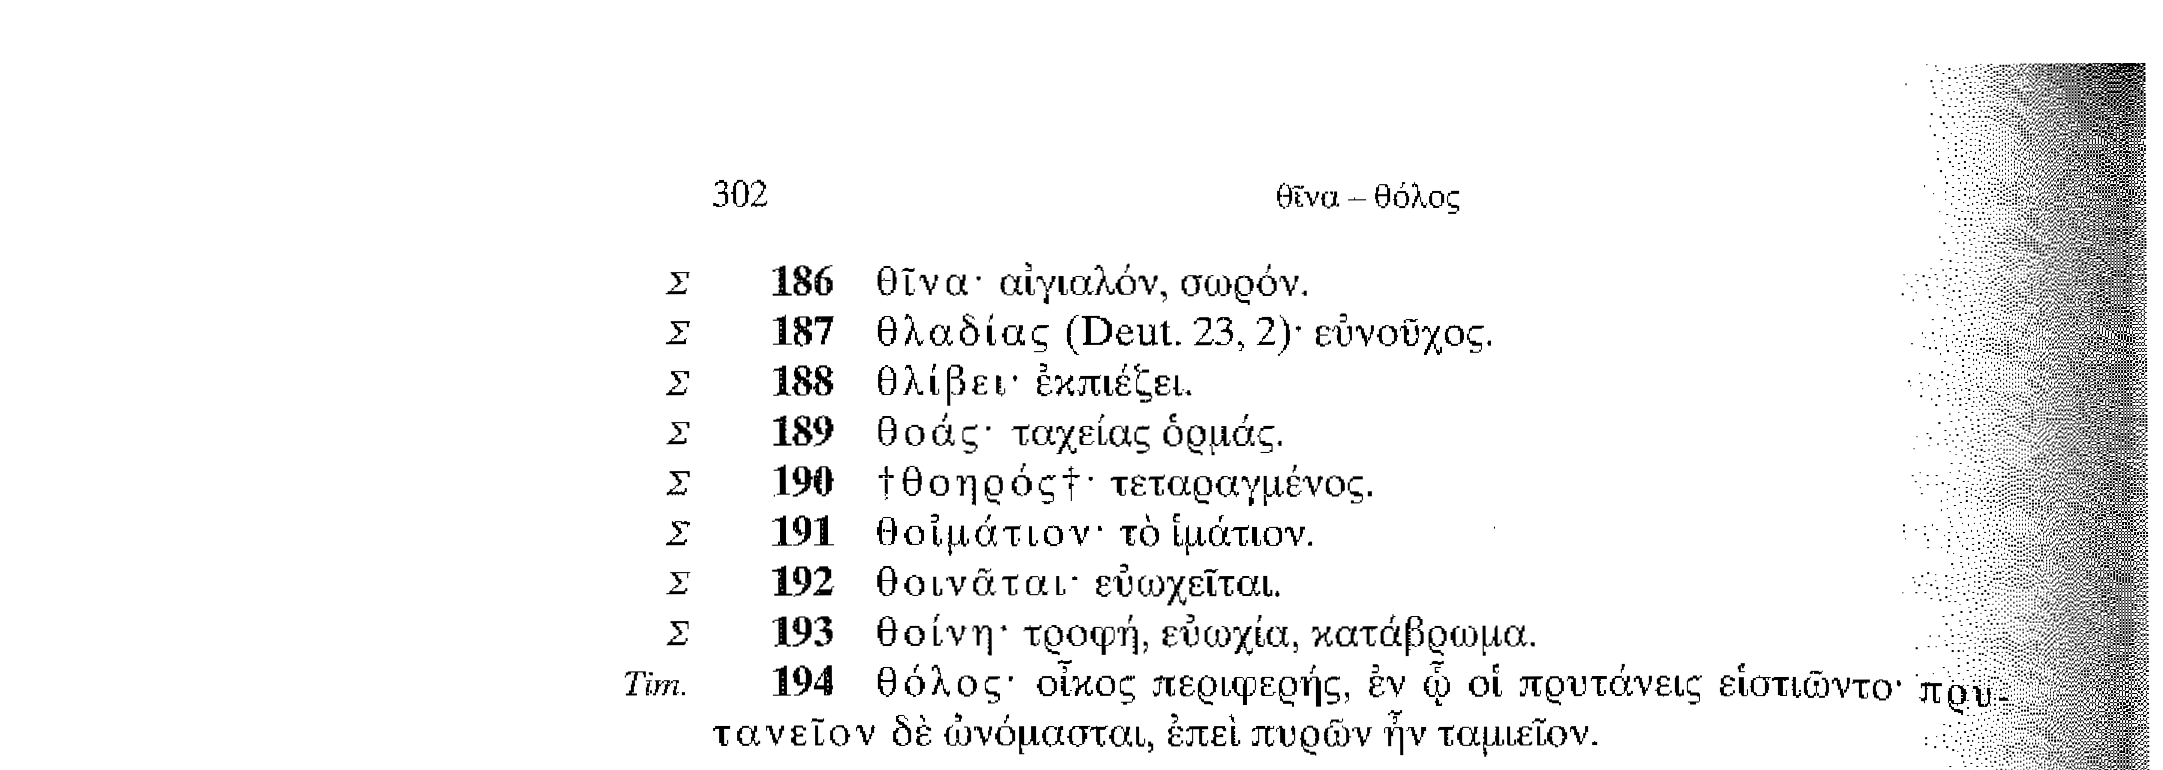 302 θῖνα – θόλος
Σ 186 θῖνα· αἰγιαλόν, σωρόν.
Σ 187 θλαδίας (Deut. 23, 2)· εὐνοῦχος.
Σ 188 θλίβει· ἐκπιέζει.
Σ 189 θοάς· ταχείας ὁρμάς.
Σ 190 †θοηρός†· τεταραγμένος.
Σ 191 θοἰμάτιον· τὸ ἱμάτιον.
Σ 192 θοινᾶται· εὐωχεῖται.
Σ 193 θοίνη· τροφή, εὐωχία, κατάβρωμα.
Tim. 194 θόλος· οἶκος περιφερής, ἐν ᾧ οἱ πρυτάνεις εἱστιῶντο· πρυ-
τανεῖον δὲ ὠνόμασται, ἐπεὶ πυρῶν ἦν ταμιεῖον.